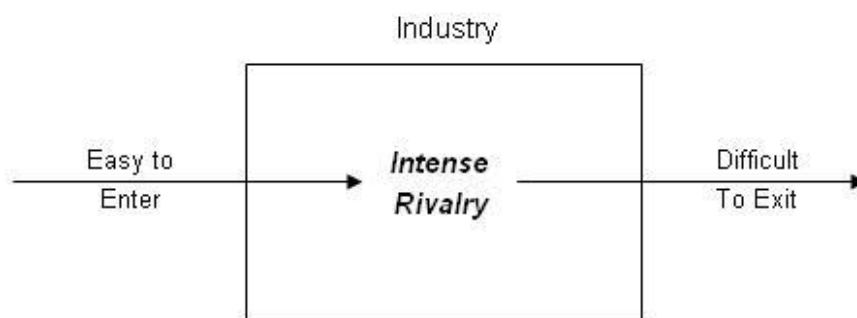 Industry
Easy to
Enter
Intense
Rivalry
Difficult
To Exit